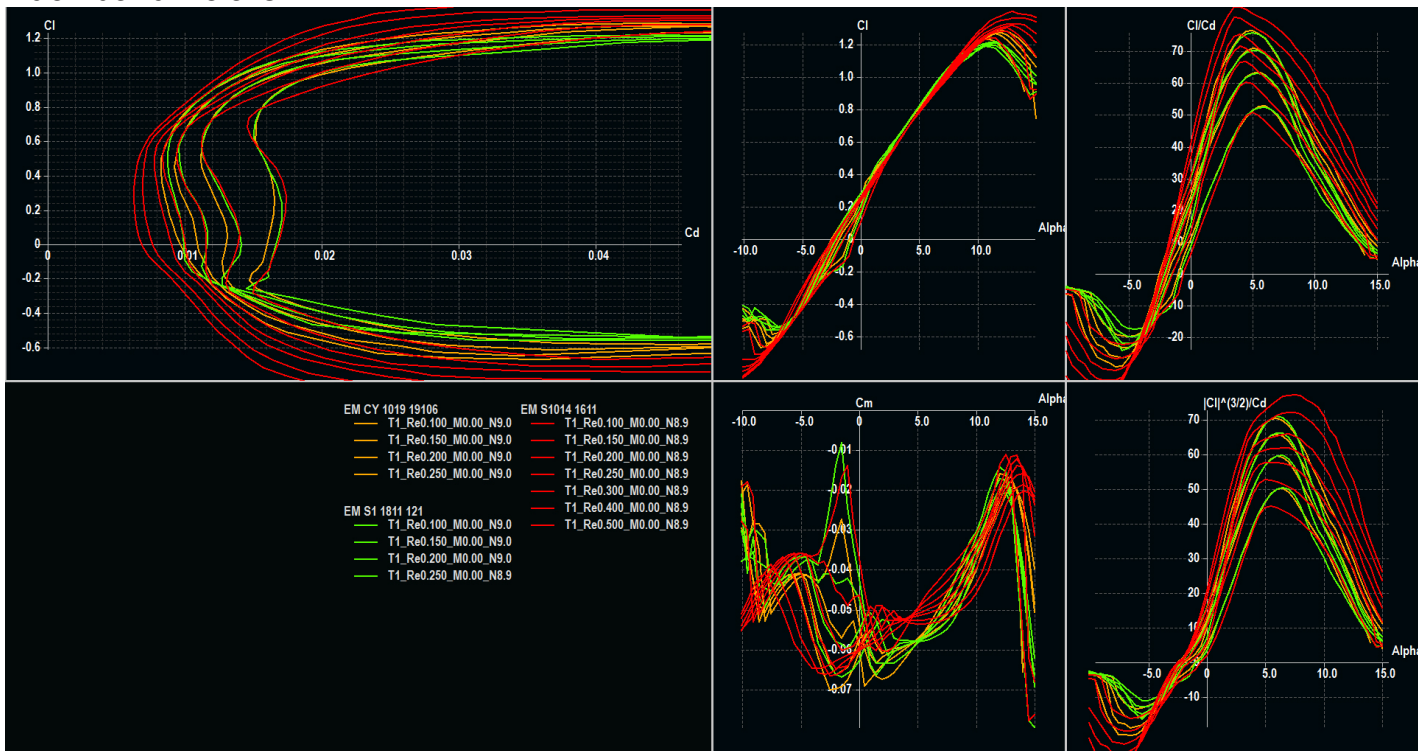 Cl
1.2
1.0
0.8
0.6
0.4
0.2
0
-0.2
-0.4
-0.6
0
0.01
0.02
0.03
0.04
Cd
Cl
1.2
1.0
0.8
0.6
0.4
0.2
-0.2
-0.4
-0.6
-10.0
-5.0
0
5.0
10.0
Alpha
Cl/Cd
70
60
50
40
30
20
10
0
-10
-20
-5.0
0
5.0
10.0
15.0
Alpha
EM CY 1019 19106
T1_Re0.100_M0.00_N9.0
T1_Re0.150_M0.00_N9.0
T1_Re0.200_M0.00_N9.0
T1_Re0.250_M0.00_N9.0
EM S1 1811 121
T1_Re0.100_M0.00_N9.0
T1_Re0.150_M0.00_N9.0
T1_Re0.200_M0.00_N9.0
T1_Re0.250_M0.00_N8.9
EM S1014 1611
T1_Re0.100_M0.00_N8.9
T1_Re0.150_M0.00_N8.9
T1_Re0.200_M0.00_N8.9
T1_Re0.250_M0.00_N8.9
T1_Re0.300_M0.00_N8.9
T1_Re0.400_M0.00_N8.9
T1_Re0.500_M0.00_N8.9
Cm
Alpha
-10.0
-5.0
0
5.0
10.0
15.0
-0.01
-0.02
-0.03
-0.04
-0.05
-0.06
-0.07
|Cl|^(3/2)/Cd
70
60
50
40
30
20
10
-10
-5.0
0
5.0
10.0
15.0
Alpha